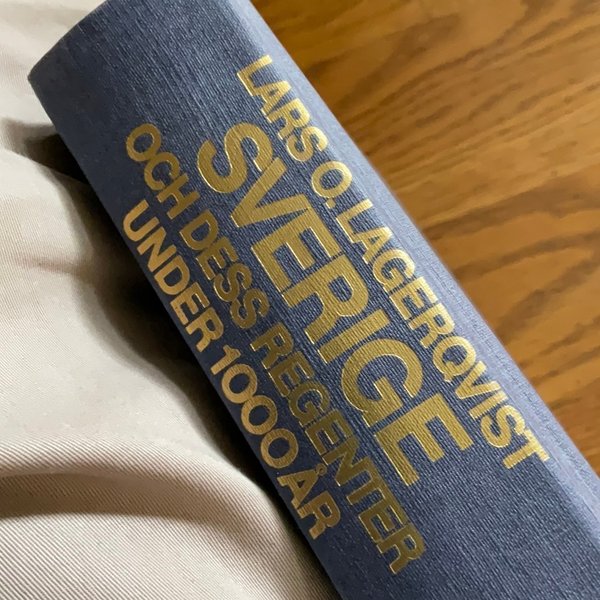 LARS O. LAGERQVIST
SVERIGE
OCH DESS REGENTER
UNDER 1000 ÅR